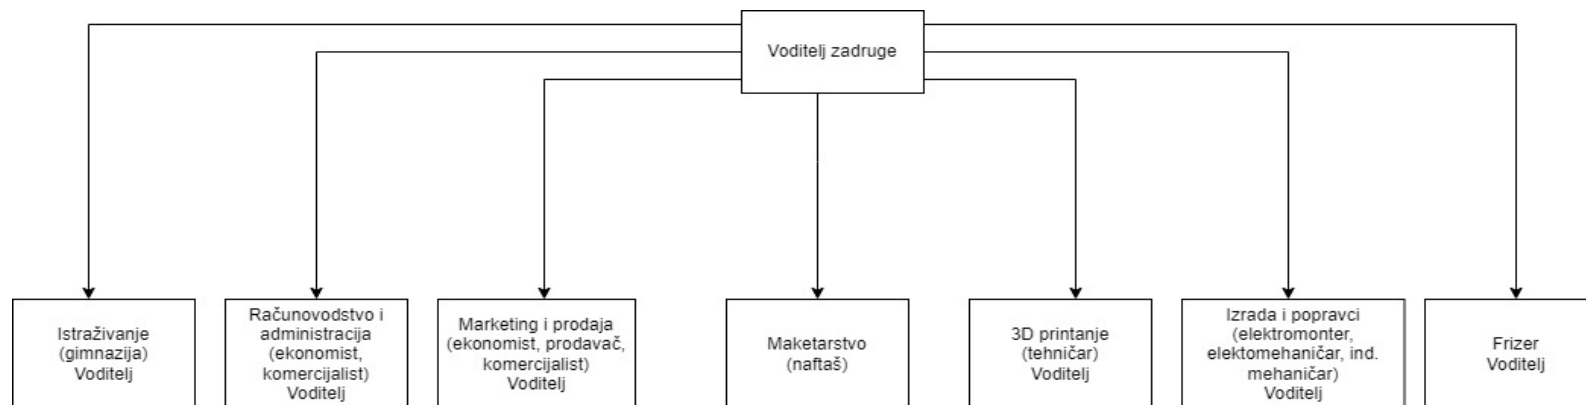 Voditelj zadruge
Istraživanje
(gimnazija)
Voditelj
Računovodstvo i
administracija
(ekonomist,
komercijalist)
Voditelj
Marketing i prodaja
(ekonomist, prodavač,
komercijalist)
Voditelj
Maketarstvo
(naftaš)
3D printanje
(tehničar)
Voditelj
Izrada i popravci
(elektromonter,
elektomehaničar, ind.
mehaničar)
Voditelj
Frizer
Voditelj